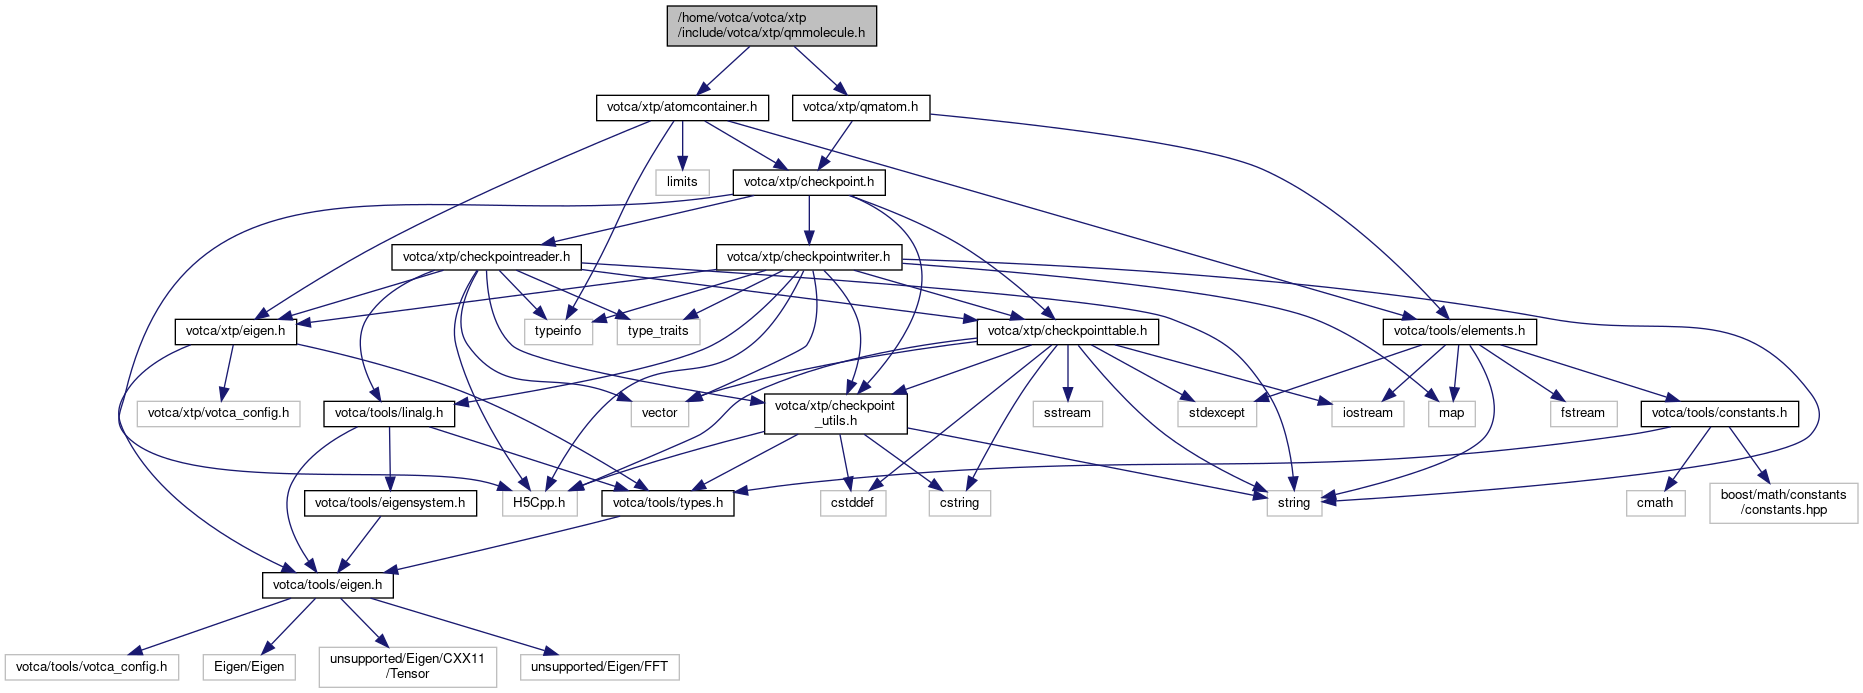 /home/votca/votca/xtp
/include/votca/xtp/qmmolecule.h
votca/xtp/atomcontainer.h
votca/xtp/qmatom.h
limits
votca/xtp/checkpoint.h
votca/xtp/checkpointreader.h
votca/xtp/checkpointwriter.h
votca/xtp/eigen.h
typeinfo
type_traits
votca/xtp/checkpointtable.h
votca/tools/elements.h
votca/xtp/votca_config.h
votca/tools/linalg.h
vector
votca/xtp/checkpoint
_utils.h
sstream
stdexcept
iostream
map
fstream
votca/tools/constants.h
votca/tools/eigensystem.h
H5Cpp.h
votca/tools/types.h
cstddef
cstring
string
cmath
boost/math/constants
/constants.hpp
votca/tools/eigen.h
votca/tools/votca_config.h
Eigen/Eigen
unsupported/Eigen/CXX11
/Tensor
unsupported/Eigen/FFT